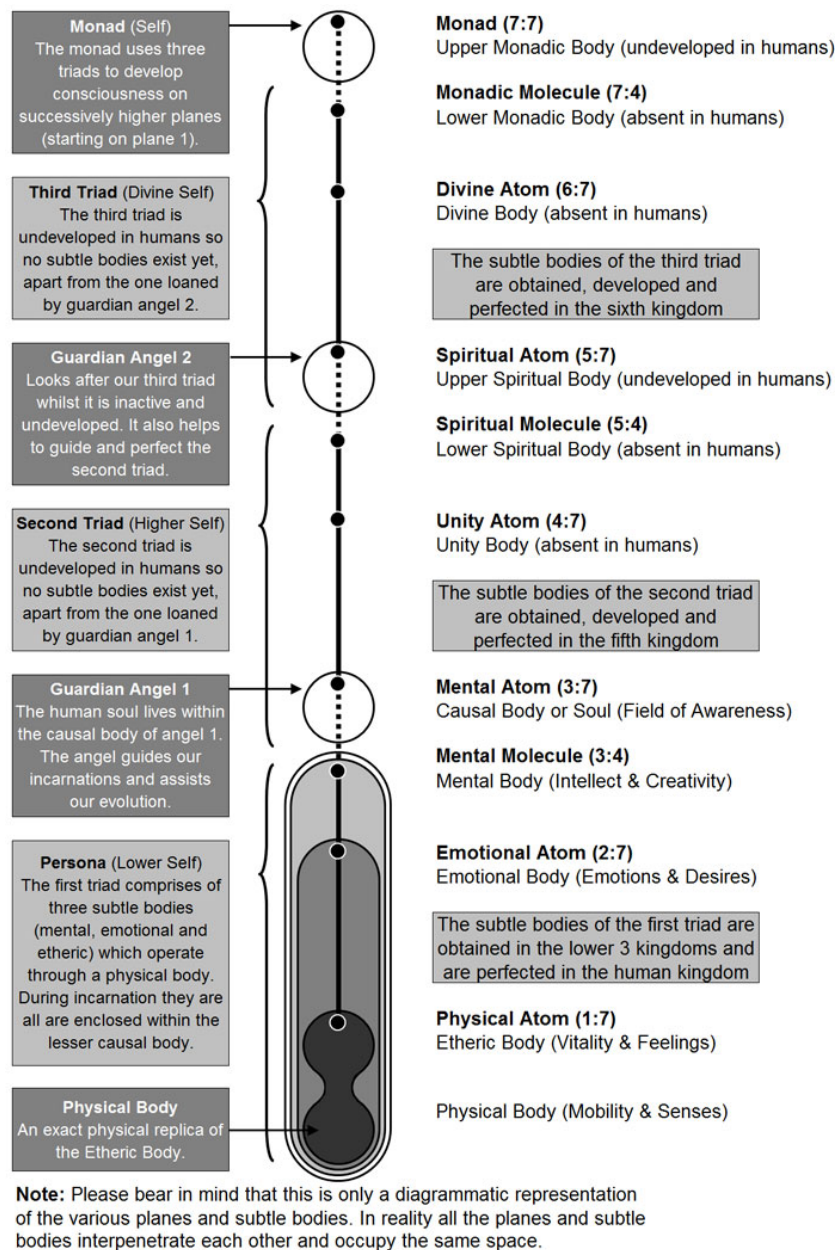 Monad (Self)
The monad uses three
triads to develop
consciousness on
successively higher planes
(starting on plane 1).
Third Triad (Divine Self)
The third triad is
undeveloped in humans so
no subtle bodies exist yet,
apart from the one loaned
by guardian angel 2.
Guardian Angel 2
Looks after our third triad
whilst it is inactive and
undeveloped. It also helps
to guide and perfect the
second triad.
Second Triad (Higher Self)
The second triad is
undeveloped in humans so
no subtle bodies exist yet,
apart from the one loaned
by guardian angel 1.
Guardian Angel 1
The human soul lives within
the causal body of angel 1.
The angel guides our
incarnations and assists
our evolution.
Persona (Lower Self)
The first triad comprises of
three subtle bodies
(mental, emotional and
etheric) which operate
through a physical body.
During incarnation they are
all are enclosed within the
lesser causal body.
Physical Body
An exact physical replica of
the Etheric Body.
Monad (7:7)
Upper Monadic Body (undeveloped in humans)
Monadic Molecule (7:4)
Lower Monadic Body (absent in humans)
Divine Atom (6:7)
Divine Body (absent in humans)
The subtle bodies of the third triad
are obtained, developed and
perfected in the sixth kingdom
Spiritual Atom (5:7)
Upper Spiritual Body (undeveloped in humans)
Spiritual Molecule (5:4)
Lower Spiritual Body (absent in humans)
Unity Atom (4:7)
Unity Body (absent in humans)
The subtle bodies of the second triad
are obtained, developed and
perfected in the fifth kingdom
Mental Atom (3:7)
Causal Body or Soul (Field of Awareness)
Mental Molecule (3:4)
Mental Body (Intellect & Creativity)
Emotional Atom (2:7)
Emotional Body (Emotions & Desires)
The subtle bodies of the first triad are
obtained in the lower 3 kingdoms and
are perfected in the human kingdom
Physical Atom (1:7)
Etheric Body (Vitality & Feelings)
Physical Body (Mobility & Senses)
Note: Please bear in mind that this is only a diagrammatic representation
of the various planes and subtle bodies. In reality all the planes and subtle
bodies interpenetrate each other and occupy the same space.